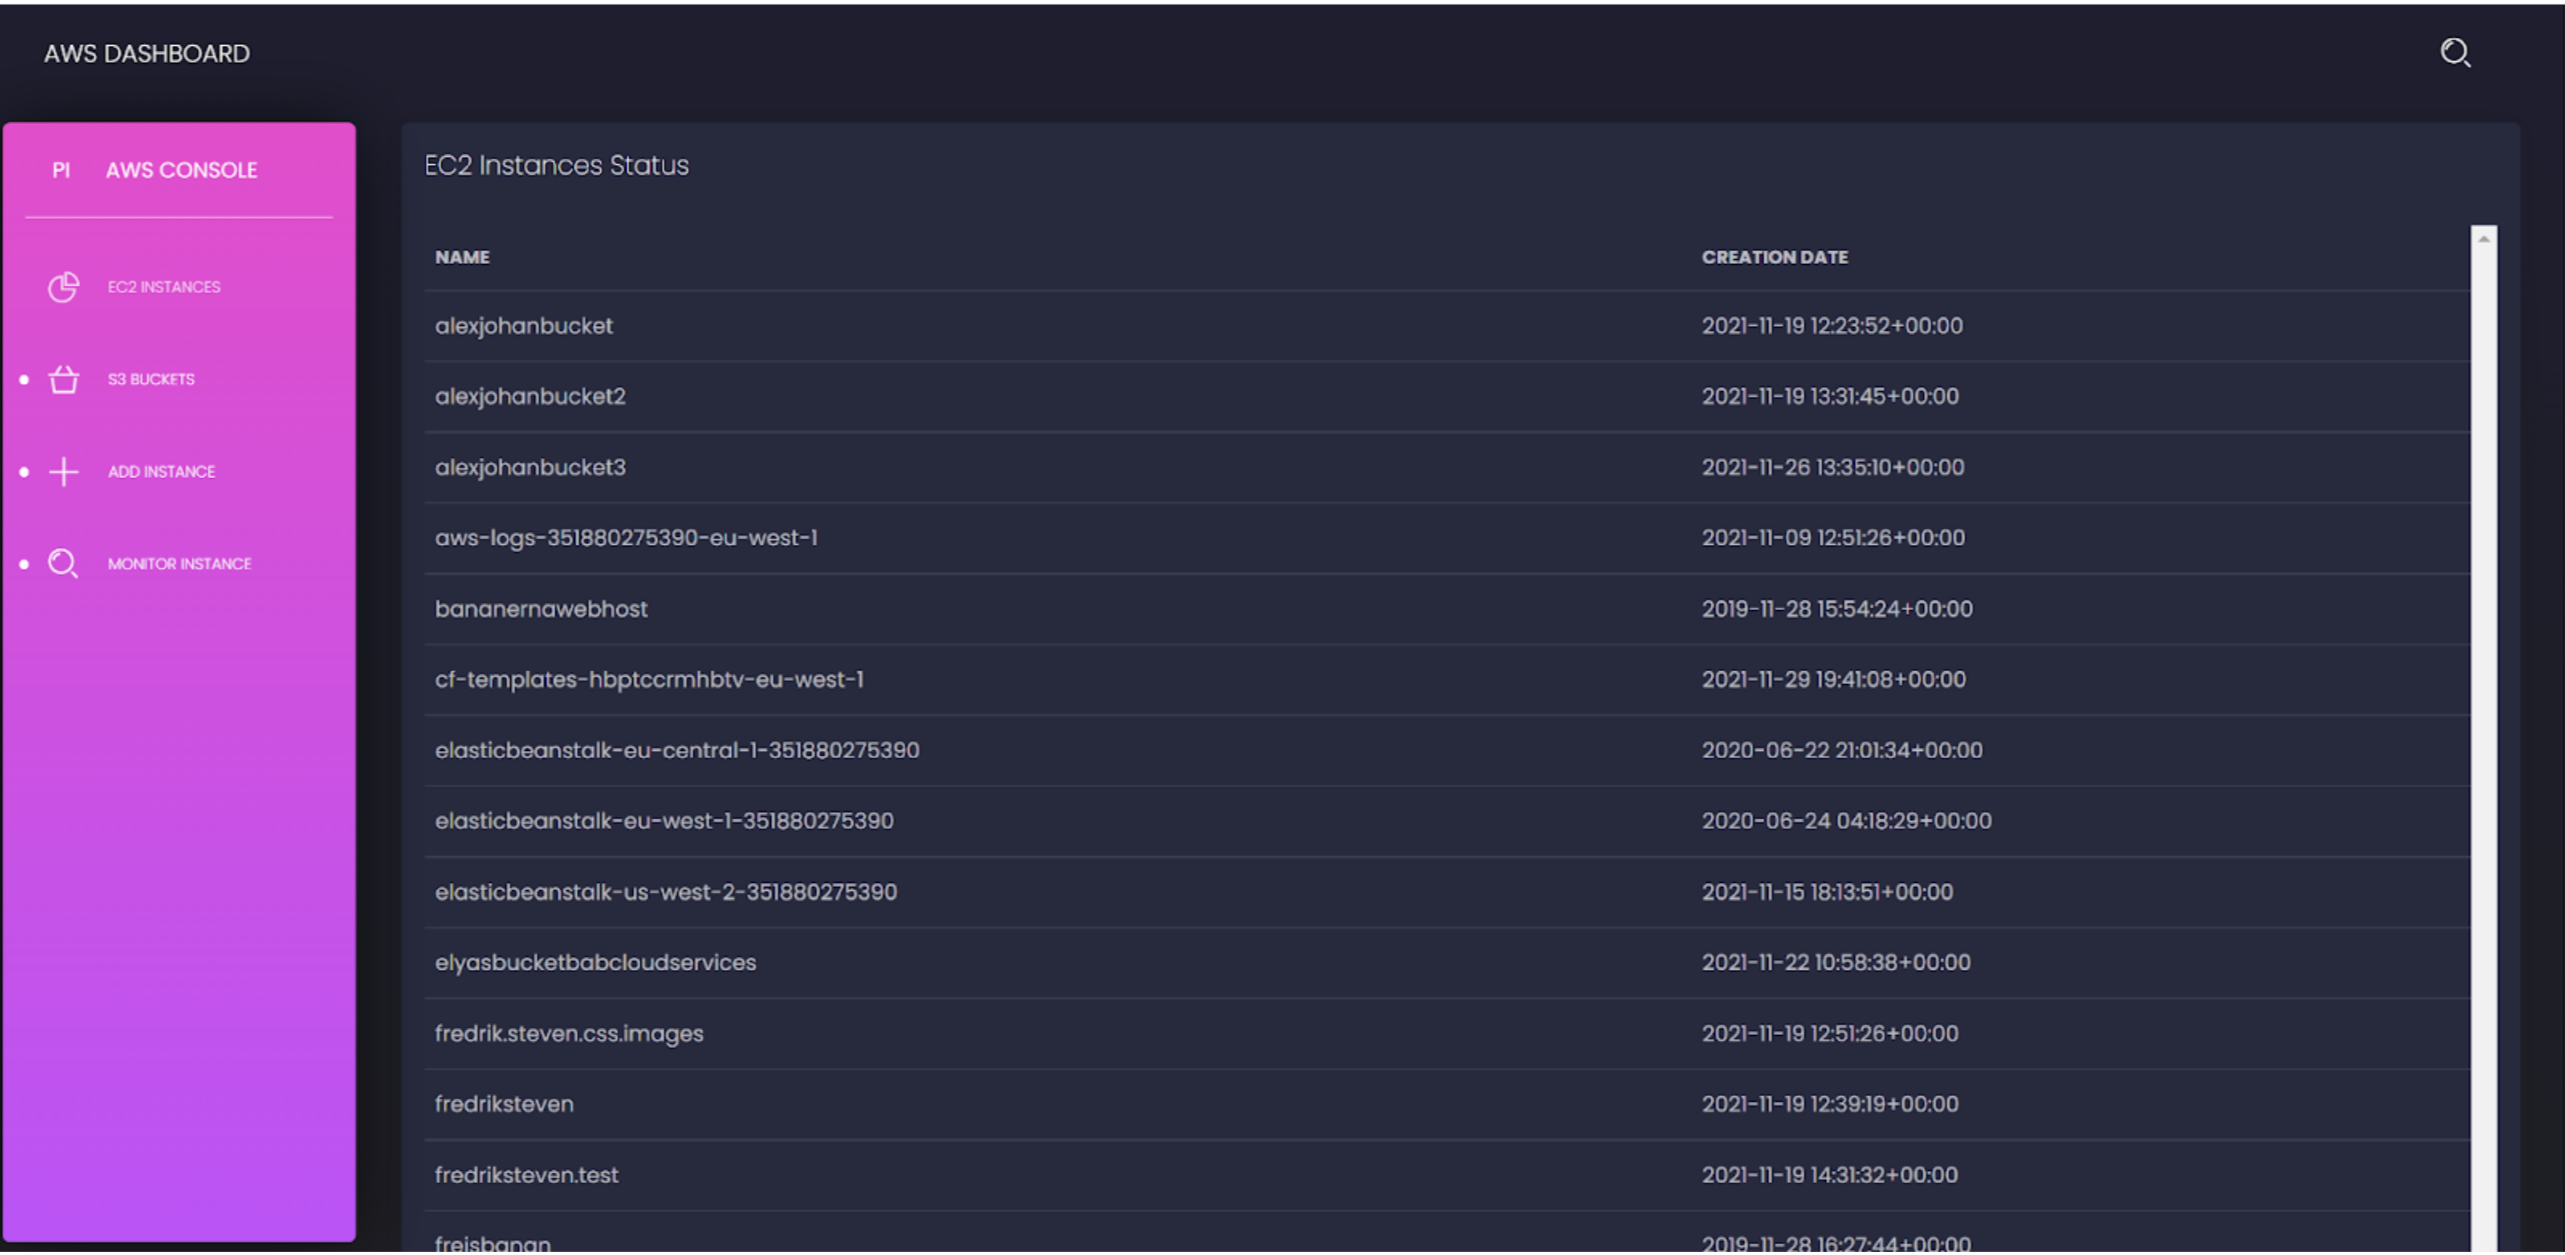 AWS DASHBOARD
PI AWS CONSOLE
EC2 INSTANCES
S3 BUCKETS
ADD INSTANCE
MONITOR INSTANCE
EC2 Instances Status
NAME CREATION DATE
alexjohanbucket 2021-11-19 12:23:52+00:00
alexjohanbucket2 2021-11-19 13:31:45+00:00
alexjohanbucket3 2021-11-26 13:35:10+00:00
aws-logs-351880275390-eu-west-1 2021-11-09 12:51:26+00:00
bananernawebhost 2019-11-28 15:54:24+00:00
cf-templates-hbptccrmhbtv-eu-west-1 2021-11-29 19:41:08+00:00
elasticbeanstalk-eu-central-1-351880275390 2020-06-22 21:01:34+00:00
elasticbeanstalk-eu-west-1-351880275390 2020-06-24 04:18:29+00:00
elasticbeanstalk-us-west-2-351880275390 2021-11-15 18:13:51+00:00
elyasbucketbabcloudservices 2021-11-22 10:58:38+00:00
fredrik.steven.css.images 2021-11-19 12:51:26+00:00
fredriksteven 2021-11-19 12:39:19+00:00
fredriksteven.test 2021-11-19 14:31:32+00:00
freisbanan 2019-11-28 16:27:44+00:00